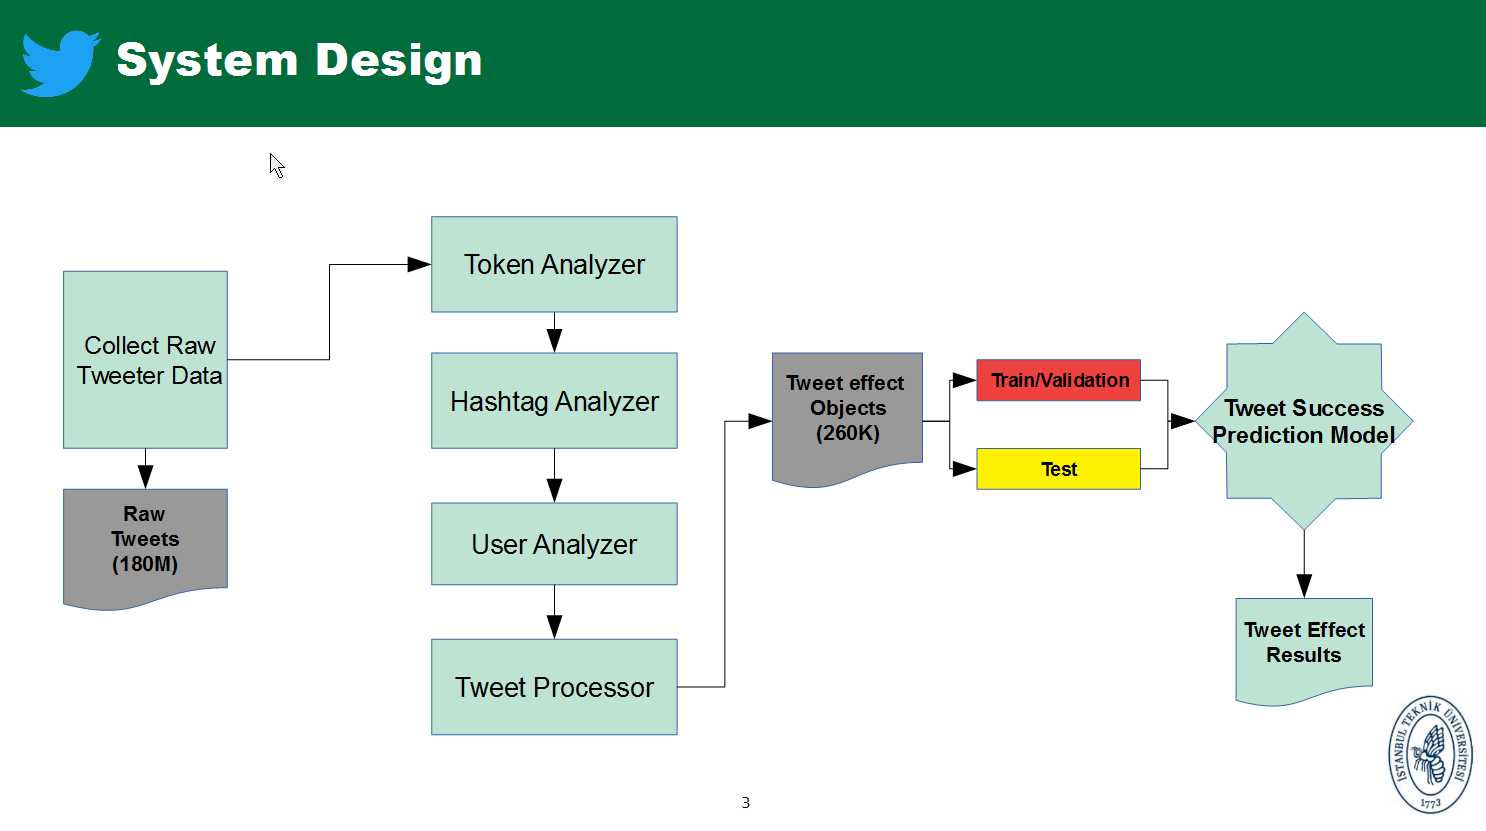 System Design
Collect Raw
Tweeter Data
Raw
Tweets
(180M)
Token Analyzer
Hashtag Analyzer
User Analyzer
Tweet Processor
Tweet effect
Objects
(260K)
Train/Validation
Test
Tweet Success
Prediction Model
Tweet Effect
Results
İSTANBUL TEKNİK ÜNİVERSİTESİ
1773
3